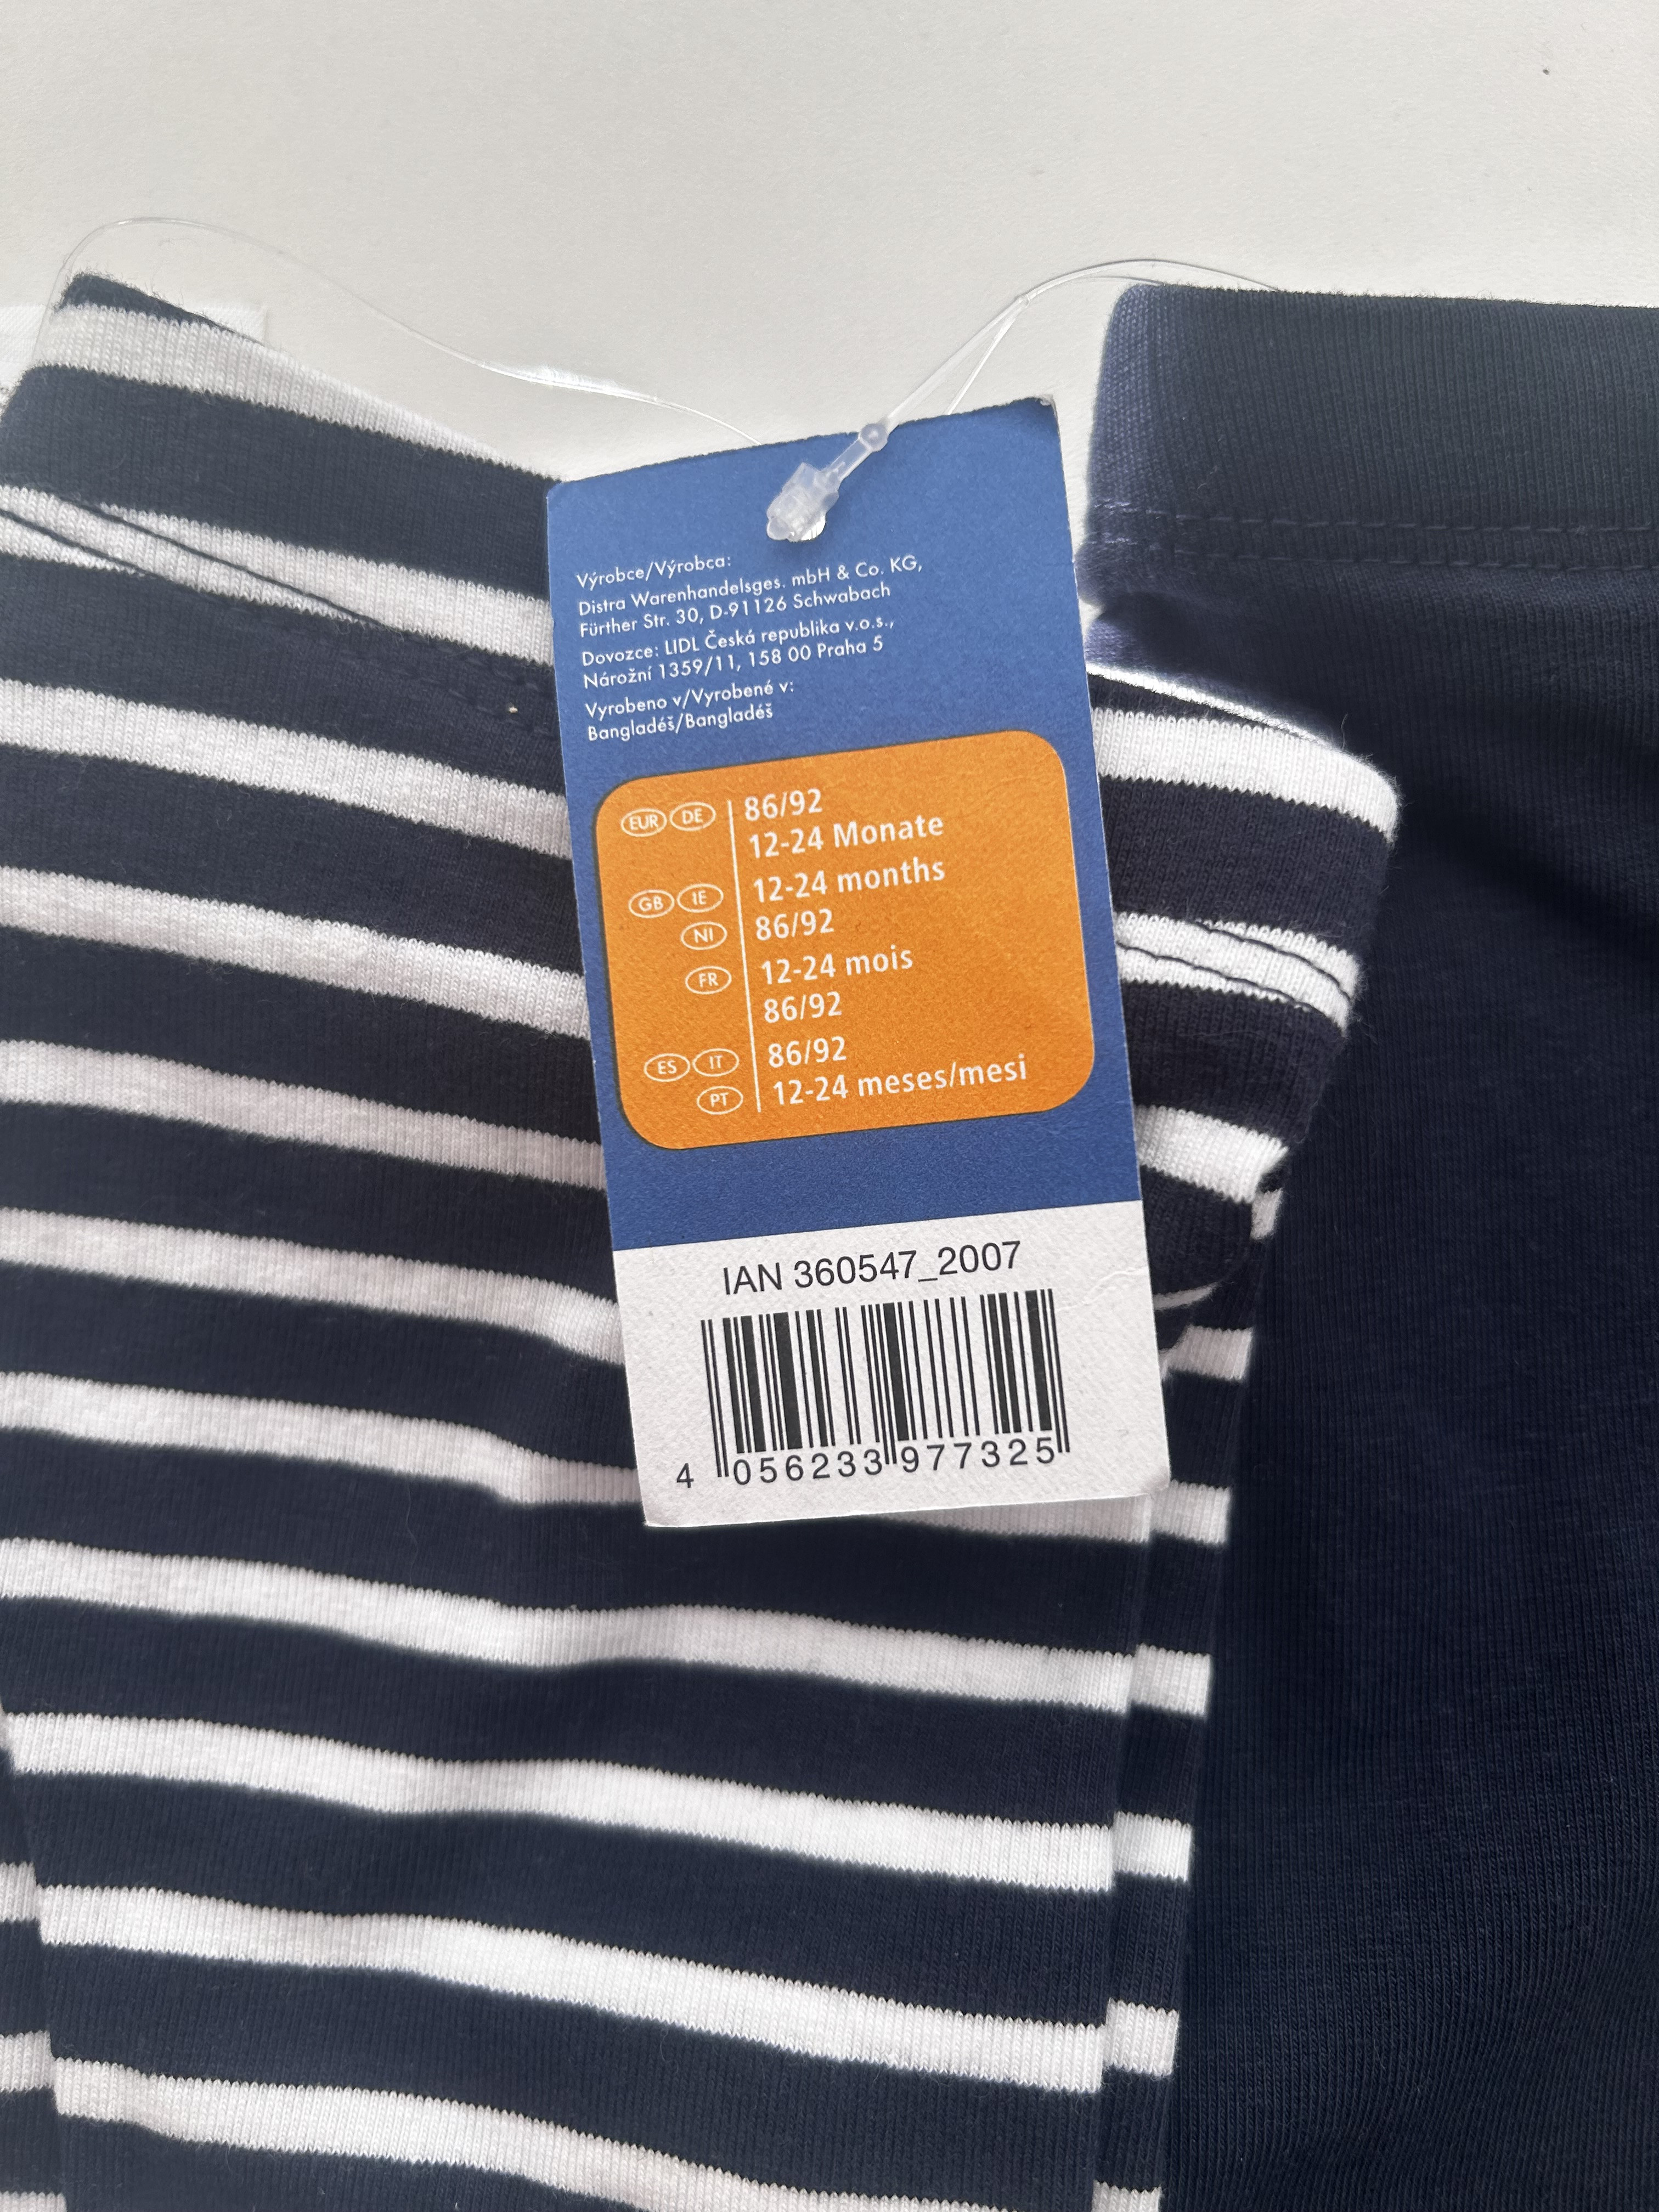 Výrobce/Výrobca:
Distra Warenhandelsges. mbH & Co. KG,
Fürther Str. 30, D-91126 Schwabach
Dovozce: LIDL Česká republika v.o.s.,
Nárožní 1359/11, 158 00 Praha 5
Vyrobeno v/Vyrobené v:
Bangladéš/Bangladéš
EUR DE 86/92
12-24 Monate
GB IE 12-24 months
NI 86/92
FR 12-24 mois
86/92
ES IT 86/92
PT 12-24 meses/mesi
IAN 360547_2007
4 056233 977325